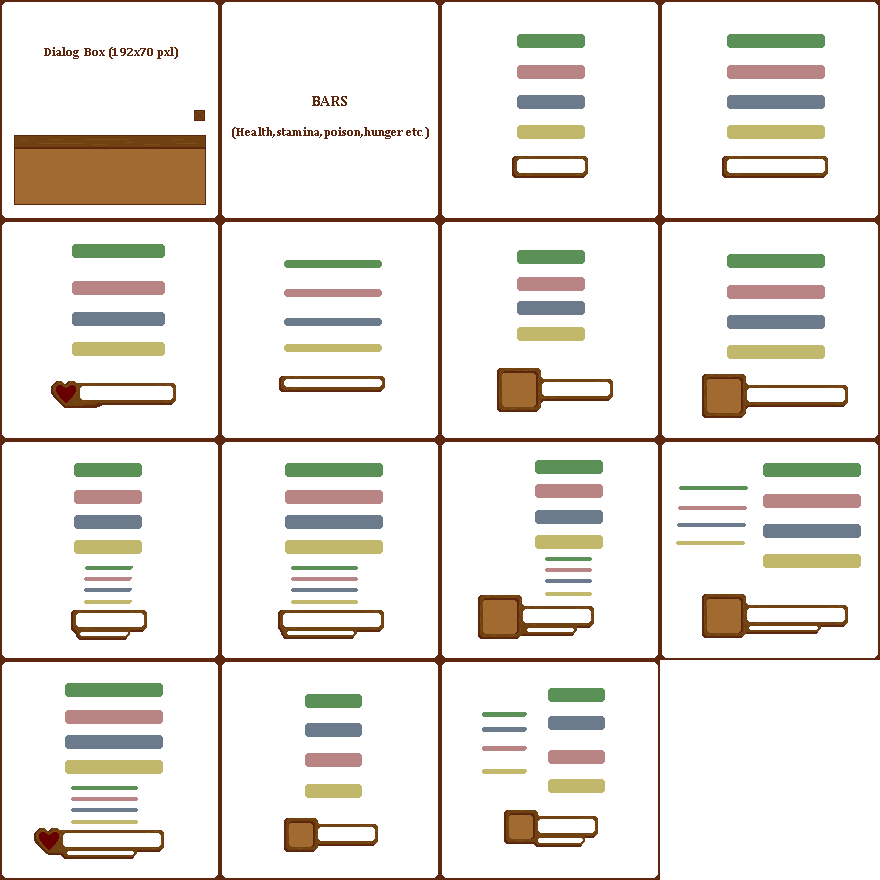 Dialog Box (192x70 pxl)
BARS
(Health,stamina,poison,hunger etc.)